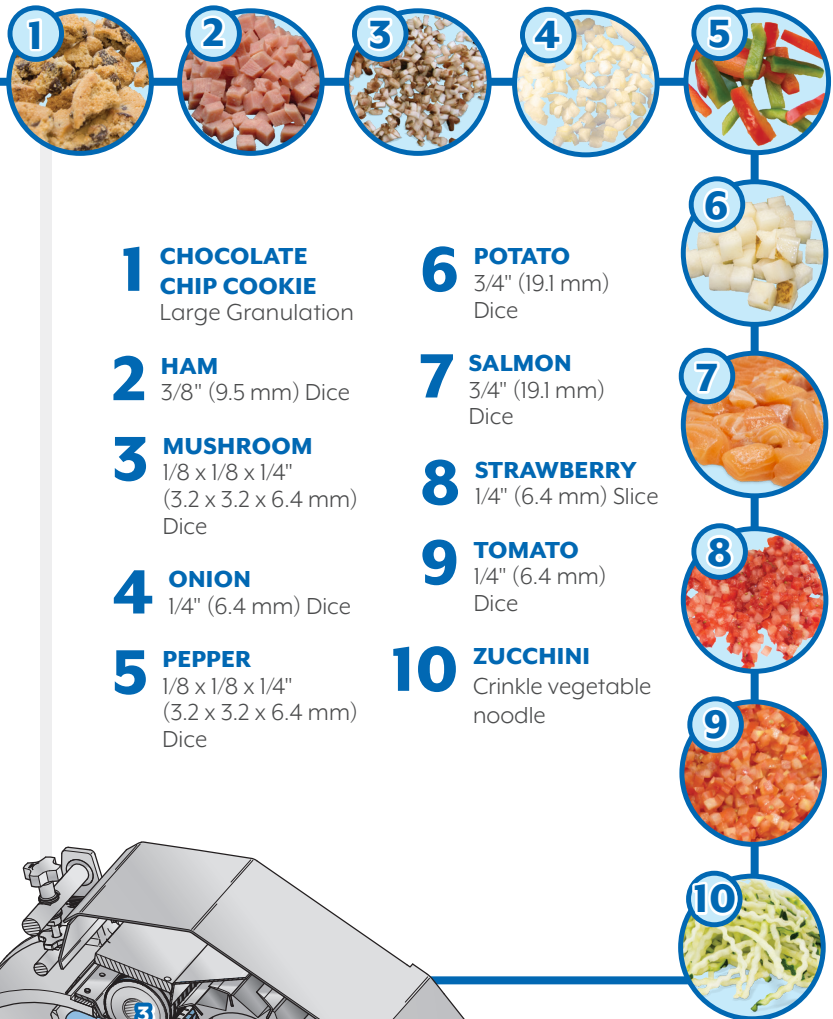 1
2
3
4
5
6
7
8
9
10
1 CHOCOLATE
CHIP COOKIE
Large Granulation
2 HAM
3/8" (9.5 mm) Dice
3 MUSHROOM
1/8 x 1/8 x 1/4"
(3.2 x 3.2 x 6.4 mm)
Dice
4 ONION
1/4" (6.4 mm) Dice
5 PEPPER
1/8 x 1/8 x 1/4"
(3.2 x 3.2 x 6.4 mm)
Dice
6 POTATO
3/4" (19.1 mm)
Dice
7 SALMON
3/4" (19.1 mm)
Dice
8 STRAWBERRY
1/4" (6.4 mm) Slice
9 TOMATO
1/4" (6.4 mm)
Dice
10 ZUCCHINI
Crinkle vegetable
noodle
3